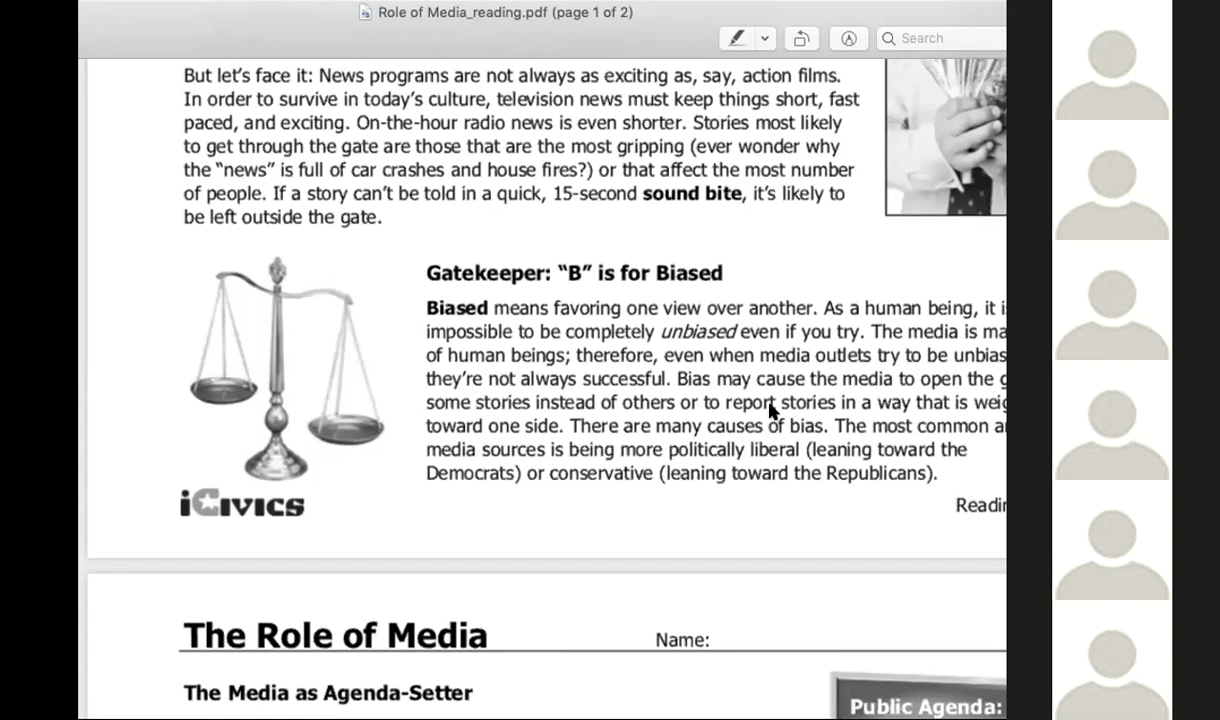 Role of Media_reading.pdf (page 1 of 2)
Search
But let's face it: News programs are not always as exciting as, say, action films.
In order to survive in today's culture, television news must keep things short, fast
paced, and exciting. On-the-hour radio news is even shorter. Stories most likely
to get through the gate are those that are the most gripping (ever wonder why
the "news" is full of car crashes and house fires?) or that affect the most number
of people. If a story can't be told in a quick, 15-second sound bite, it's likely to
be left outside the gate.
Gatekeeper: "B" is for Biased
Biased means favoring one view over another. As a human being, it is
impossible to be completely unbiased even if you try. The media is ma
of human beings; therefore, even when media outlets try to be unbias
they're not always successful. Bias may cause the media to open the g
some stories instead of others or to report stories in a way that is weig
toward one side. There are many causes of bias. The most common a
media sources is being more politically liberal (leaning toward the
Democrats) or conservative (leaning toward the Republicans).
iCivics
Readin
The Role of Media
Name:
The Media as Agenda-Setter
Public Agenda: